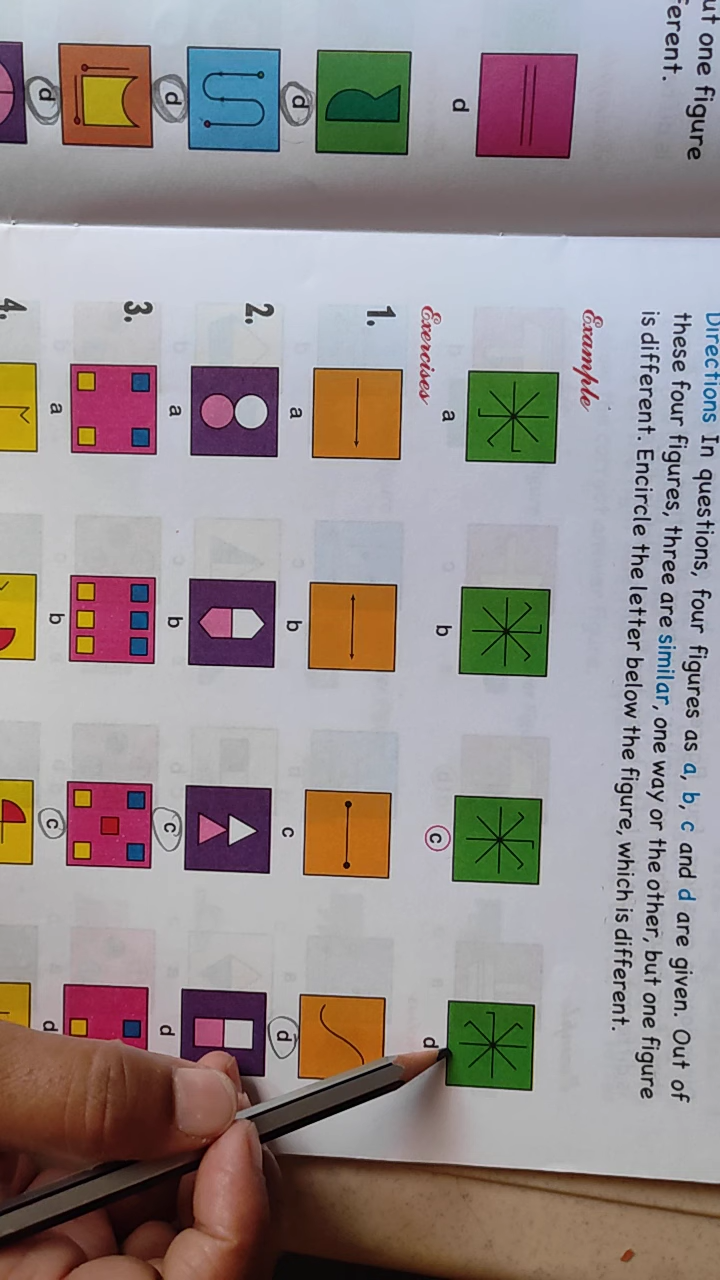 ut one figure
ferent.
d
d
d
d
Directions In questions, four figures as a, b, c and d are given. Out of
these four figures, three are similar, one way or the other, but one figure
is different. Encircle the letter below the figure, which is different.
Example
a b c d
Exercises
1.
a b c d
2.
a b c d
3.
a b c d
4.